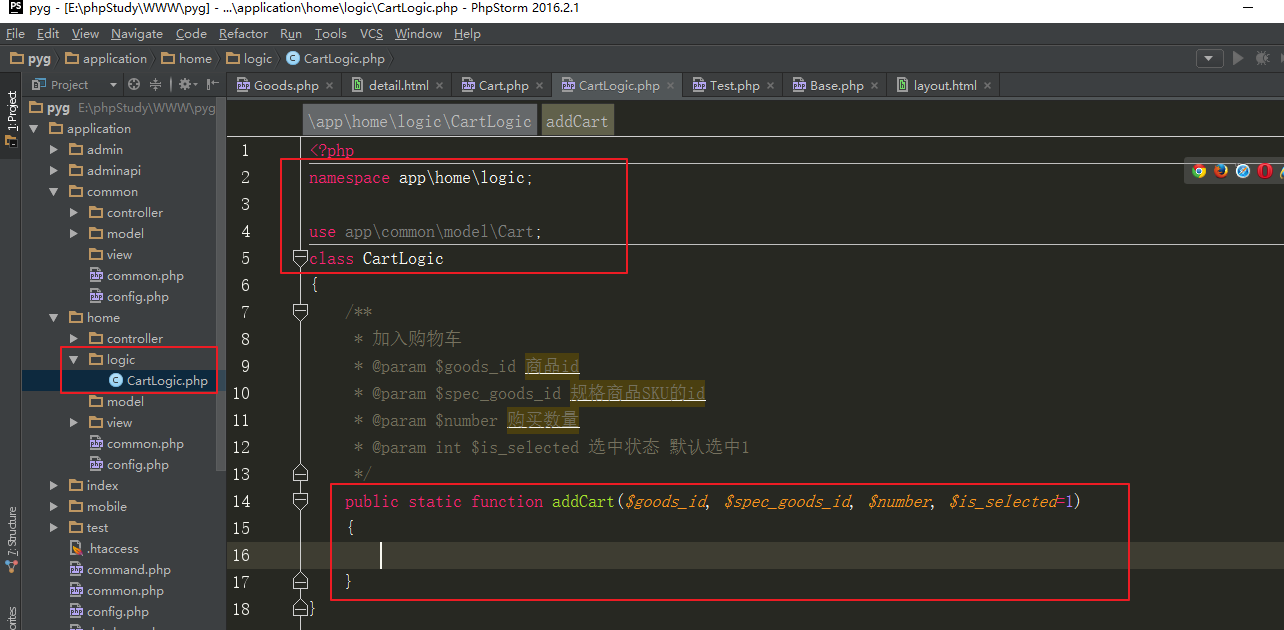 PS pyg - [E:\phpStudy\WWW\pyg] - ...\application\home\logic\CartLogic.php - PhpStorm 2016.2.1
File Edit View Navigate Code Refactor Run Tools VCS Window Help
pyg application home logic CartLogic.php
Project Goods.php detail.html Cart.php CartLogic.php Test.php Base.php layout.html
1: Project
7: Structure
pyg E:\phpStudy\WWW\pyg
application
admin
adminapi
common
controller
model
view
common.php
config.php
home
controller
logic
CartLogic.php
model
view
common.php
config.php
index
mobile
test
.htaccess
command.php
common.php
config.php
\app\home\logic\CartLogic addCart
1 <?php
2 namespace app\home\logic;
3
4 use app\common\model\Cart;
5 class CartLogic
6 {
7 /**
8 * 加入购物车
9 * @param $goods_id 商品id
10 * @param $spec_goods_id 规格商品SKU的id
11 * @param $number 购买数量
12 * @param int $is_selected 选中状态 默认选中1
13 */
14 public static function addCart($goods_id, $spec_goods_id, $number, $is_selected=1)
15 {
16
17 }
18 }